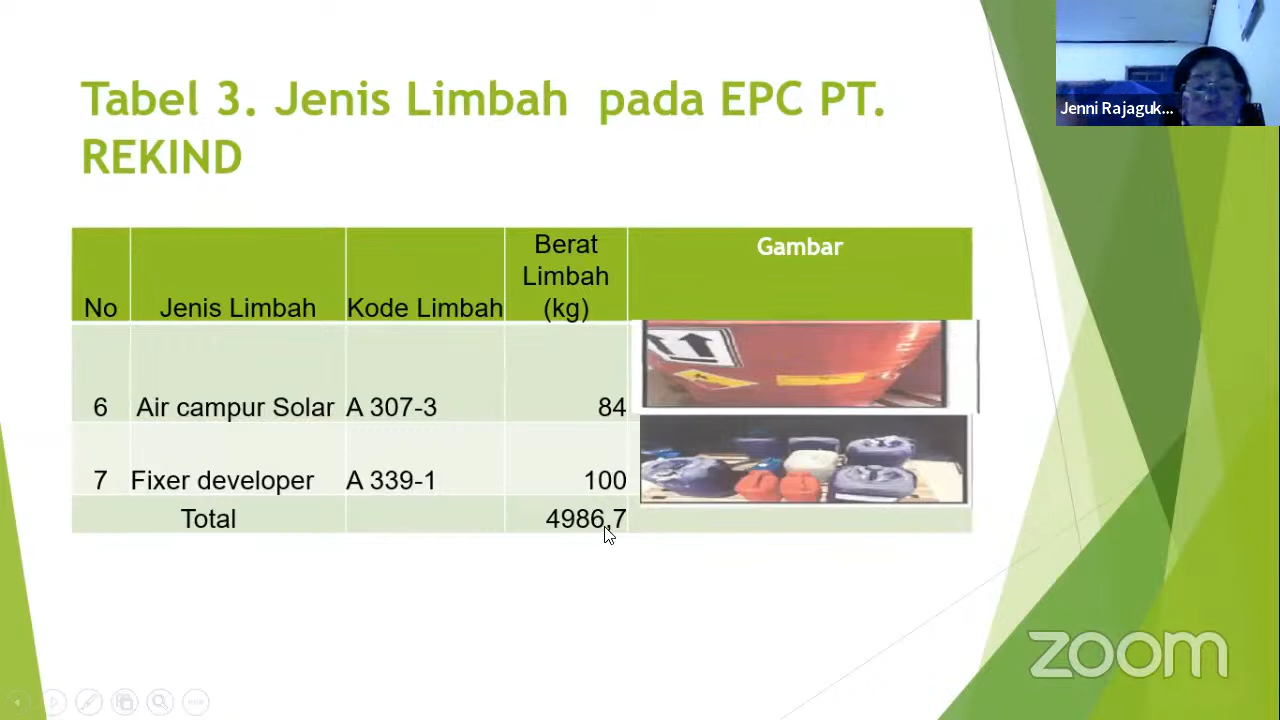 Tabel 3. Jenis Limbah pada EPC PT.
REKIND
Jenni Rajaguk...
No
Jenis Limbah
Kode Limbah
Berat
Limbah
(kg)
Gambar
6 Air campur Solar A 307-3 84
7 Fixer developer A 339-1 100
Total 4986,7
zoom